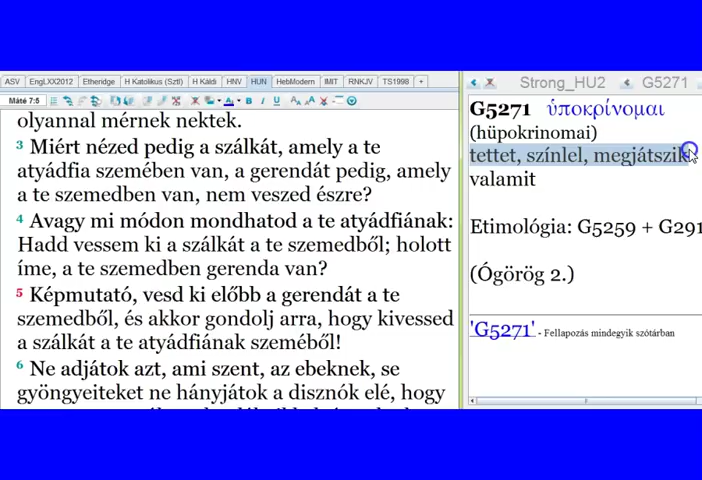 ASV EngLXX2012 Etheridge H Katolikus (SztI) H Káldi HNV HUN HebModern IMIT RNKJV TS1998 +
Máté 7:5
olyannal mérnek nektek.
3 Miért nézed pedig a szálkát, amely a te
atyádfia szemében van, a gerendát pedig, amely
a te szemedben van, nem veszed észre?
4 Avagy mi módon mondhatod a te atyádfiának:
Hadd vessem ki a szálkát a te szemedből; holott
íme, a te szemedben gerenda van?
5 Képmutató, vesd ki előbb a gerendát a te
szemedből, és akkor gondolj arra, hogy kivessed
a szálkát a te atyádfiának szeméből!
6 Ne adjátok azt, ami szent, az ebeknek, se
gyöngyeiteket ne hányjátok a disznók elé, hogy
Strong_HU2 G5271
G5271 ὑποκρίνομαι
(hüpokrinomai)
tettet, színlel, megjátszik
valamit
Etimológia: G5259 + G291
(Ógörög 2.)
'G5271' - Fellapozás mindegyik szótárban